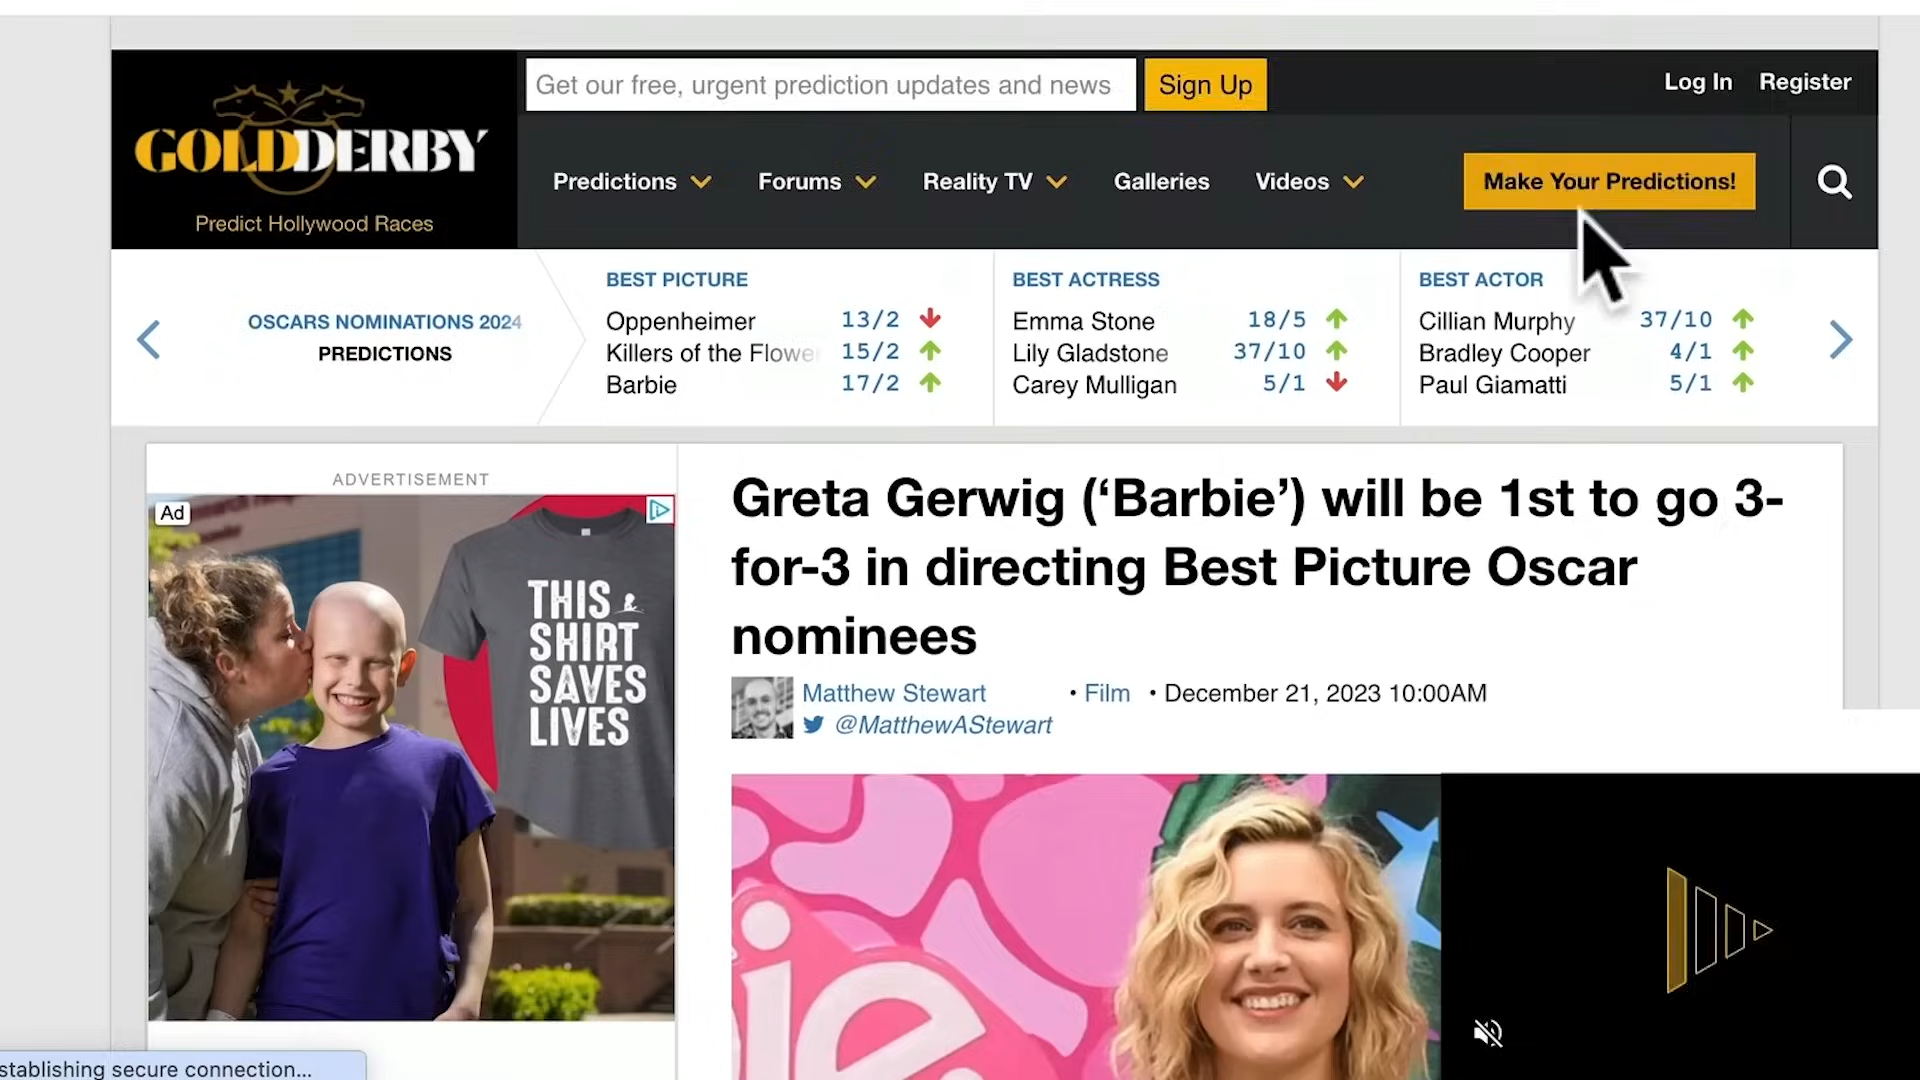 Get our free, urgent prediction updates and news
Sign Up
Log In
Register
GOLDDERBY
Predict Hollywood Races
Predictions
Forums
Reality TV
Galleries
Videos
Make Your Predictions!
OSCARS NOMINATIONS 2024
PREDICTIONS
BEST PICTURE
Oppenheimer 13/2
Killers of the Flowe 15/2
Barbie 17/2
BEST ACTRESS
Emma Stone 18/5
Lily Gladstone 37/10
Carey Mulligan 5/1
BEST ACTOR
Cillian Murphy 37/10
Bradley Cooper 4/1
Paul Giamatti 5/1
ADVERTISEMENT
Ad
THIS
SHIRT
SAVES
LIVES
Greta Gerwig (‘Barbie’) will be 1st to go 3-
for-3 in directing Best Picture Oscar
nominees
Matthew Stewart • Film • December 21, 2023 10:00AM
@MatthewAStewart
ie
stablishing secure connection...